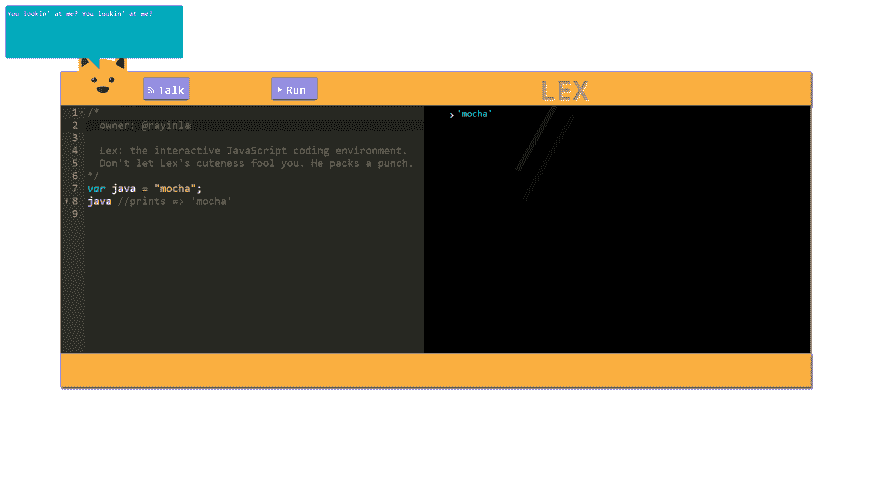 You lookin' at me? You lookin' at me?
Talk
Run
LEX
1 /*
2 owner: @rayinla
3
4 Lex: the interactive JavaScript coding environment.
5 Don't let Lex's cuteness fool you. He packs a punch.
6 */
7 var java = "mocha";
8 java //prints => 'mocha'
9
> 'mocha'